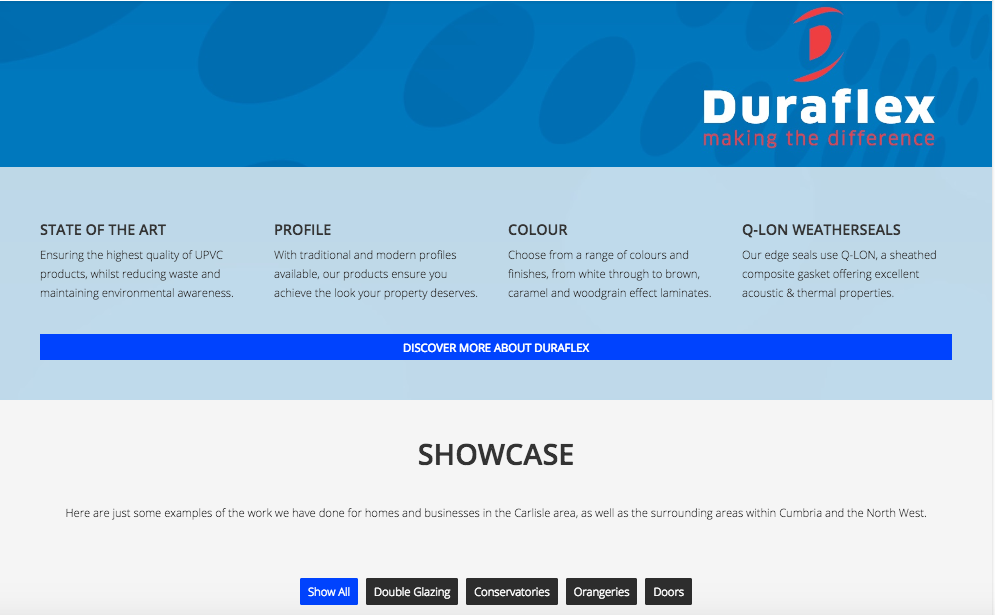 Duraflex
making the difference
STATE OF THE ART
Ensuring the highest quality of UPVC
products, whilst reducing waste and
maintaining environmental awareness.
PROFILE
With traditional and modern profiles
available, our products ensure you
achieve the look your property deserves.
COLOUR
Choose from a range of colours and
finishes, from white through to brown,
caramel and woodgrain effect laminates.
Q-LON WEATHERSEALS
Our edge seals use Q-LON, a sheathed
composite gasket offering excellent
acoustic & thermal properties.
DISCOVER MORE ABOUT DURAFLEX
SHOWCASE
Here are just some examples of the work we have done for homes and businesses in the Carlisle area, as well as the surrounding areas within Cumbria and the North West.
Show All Double Glazing Conservatories Orangeries Doors